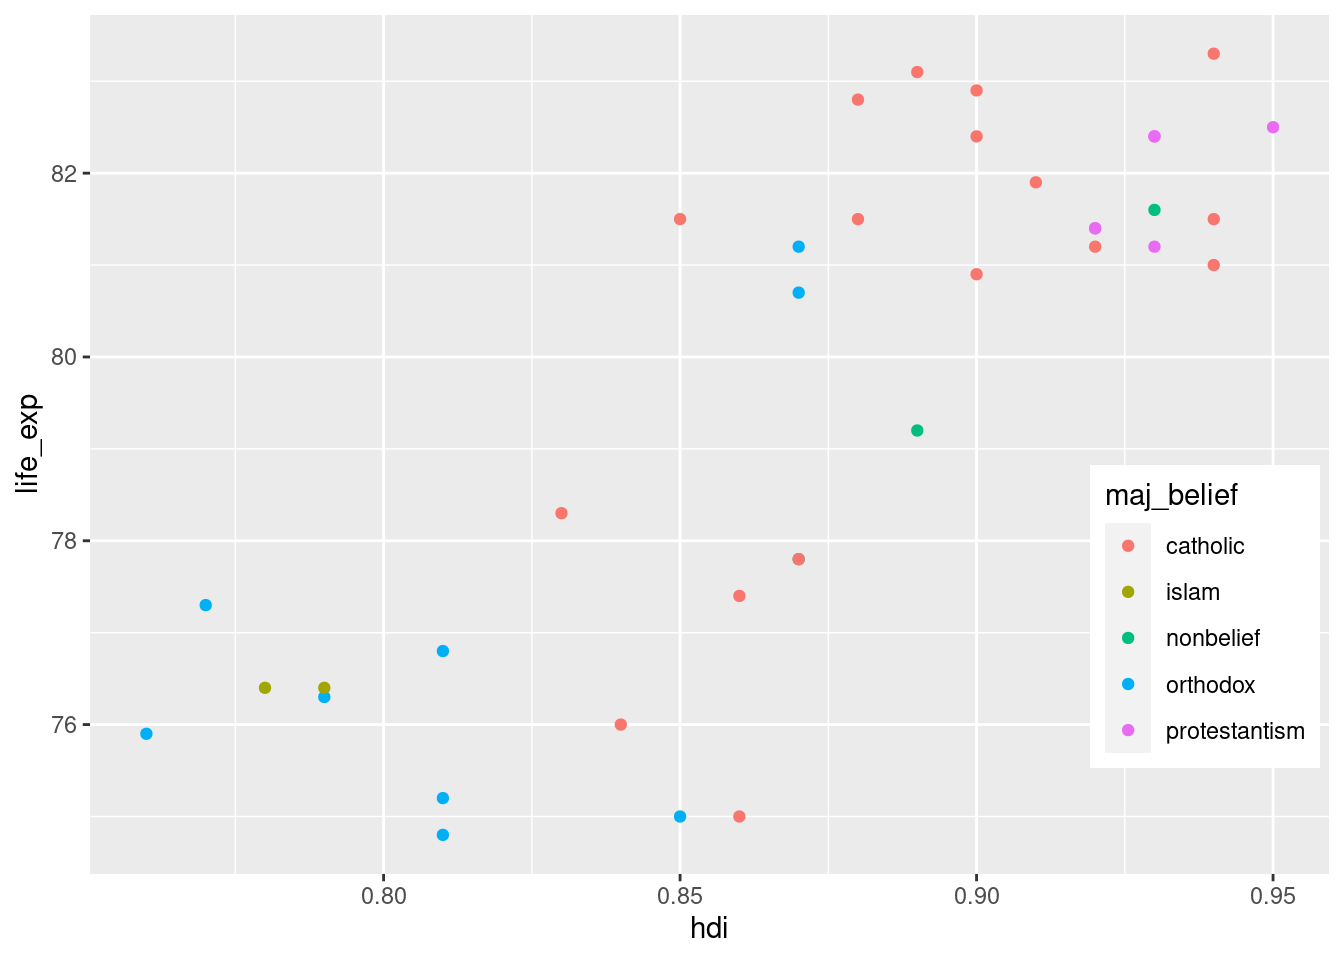 82
80
78
76
life_exp
0.80
0.85
0.90
0.95
hdi
maj_belief
catholic
islam
nonbelief
orthodox
protestantism